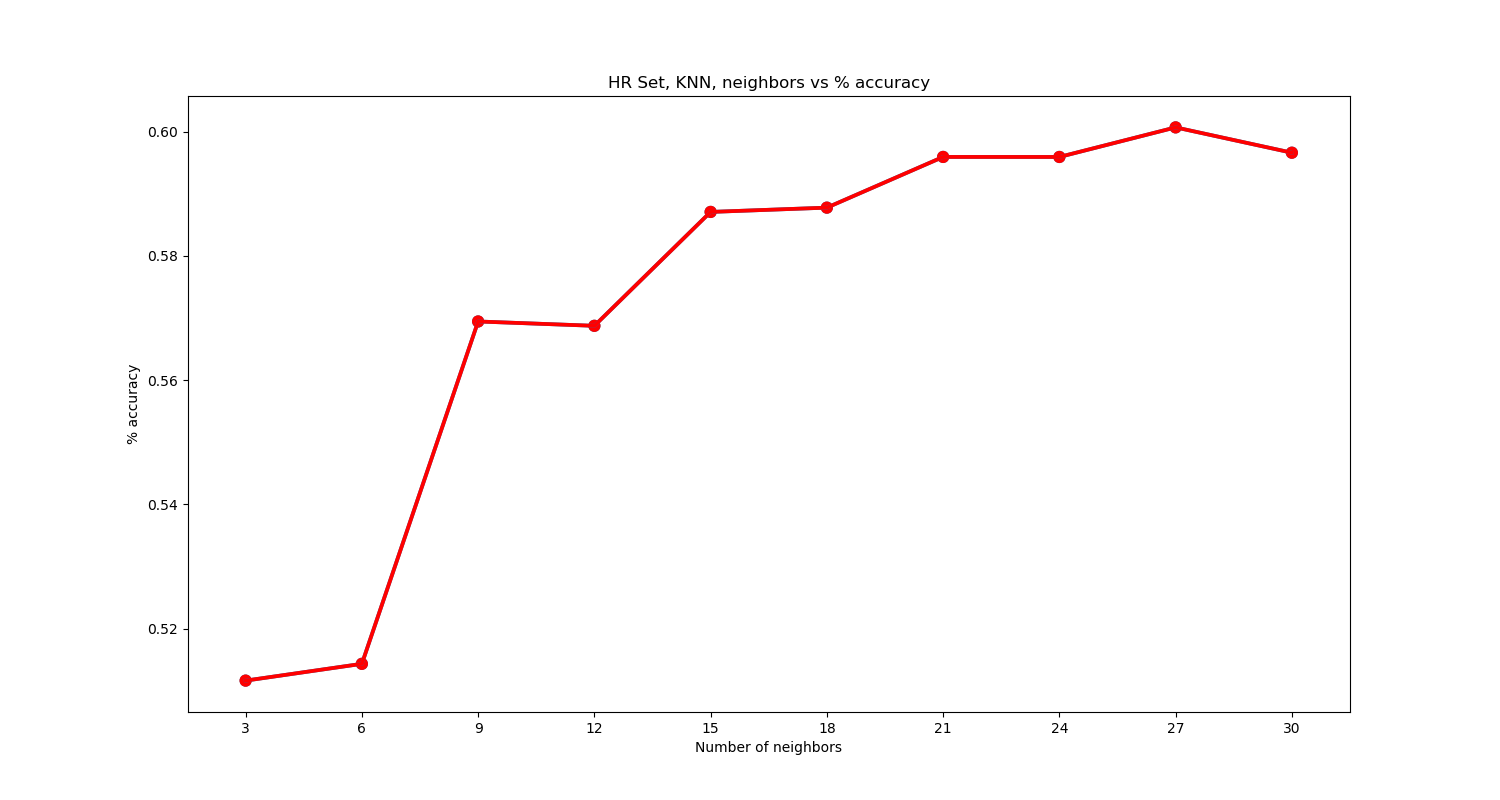 HR Set, KNN, neighbors vs % accuracy
0.60
0.58
0.56
0.54
0.52
% accuracy
3 6 9 12 15 18 21 24 27 30
Number of neighbors